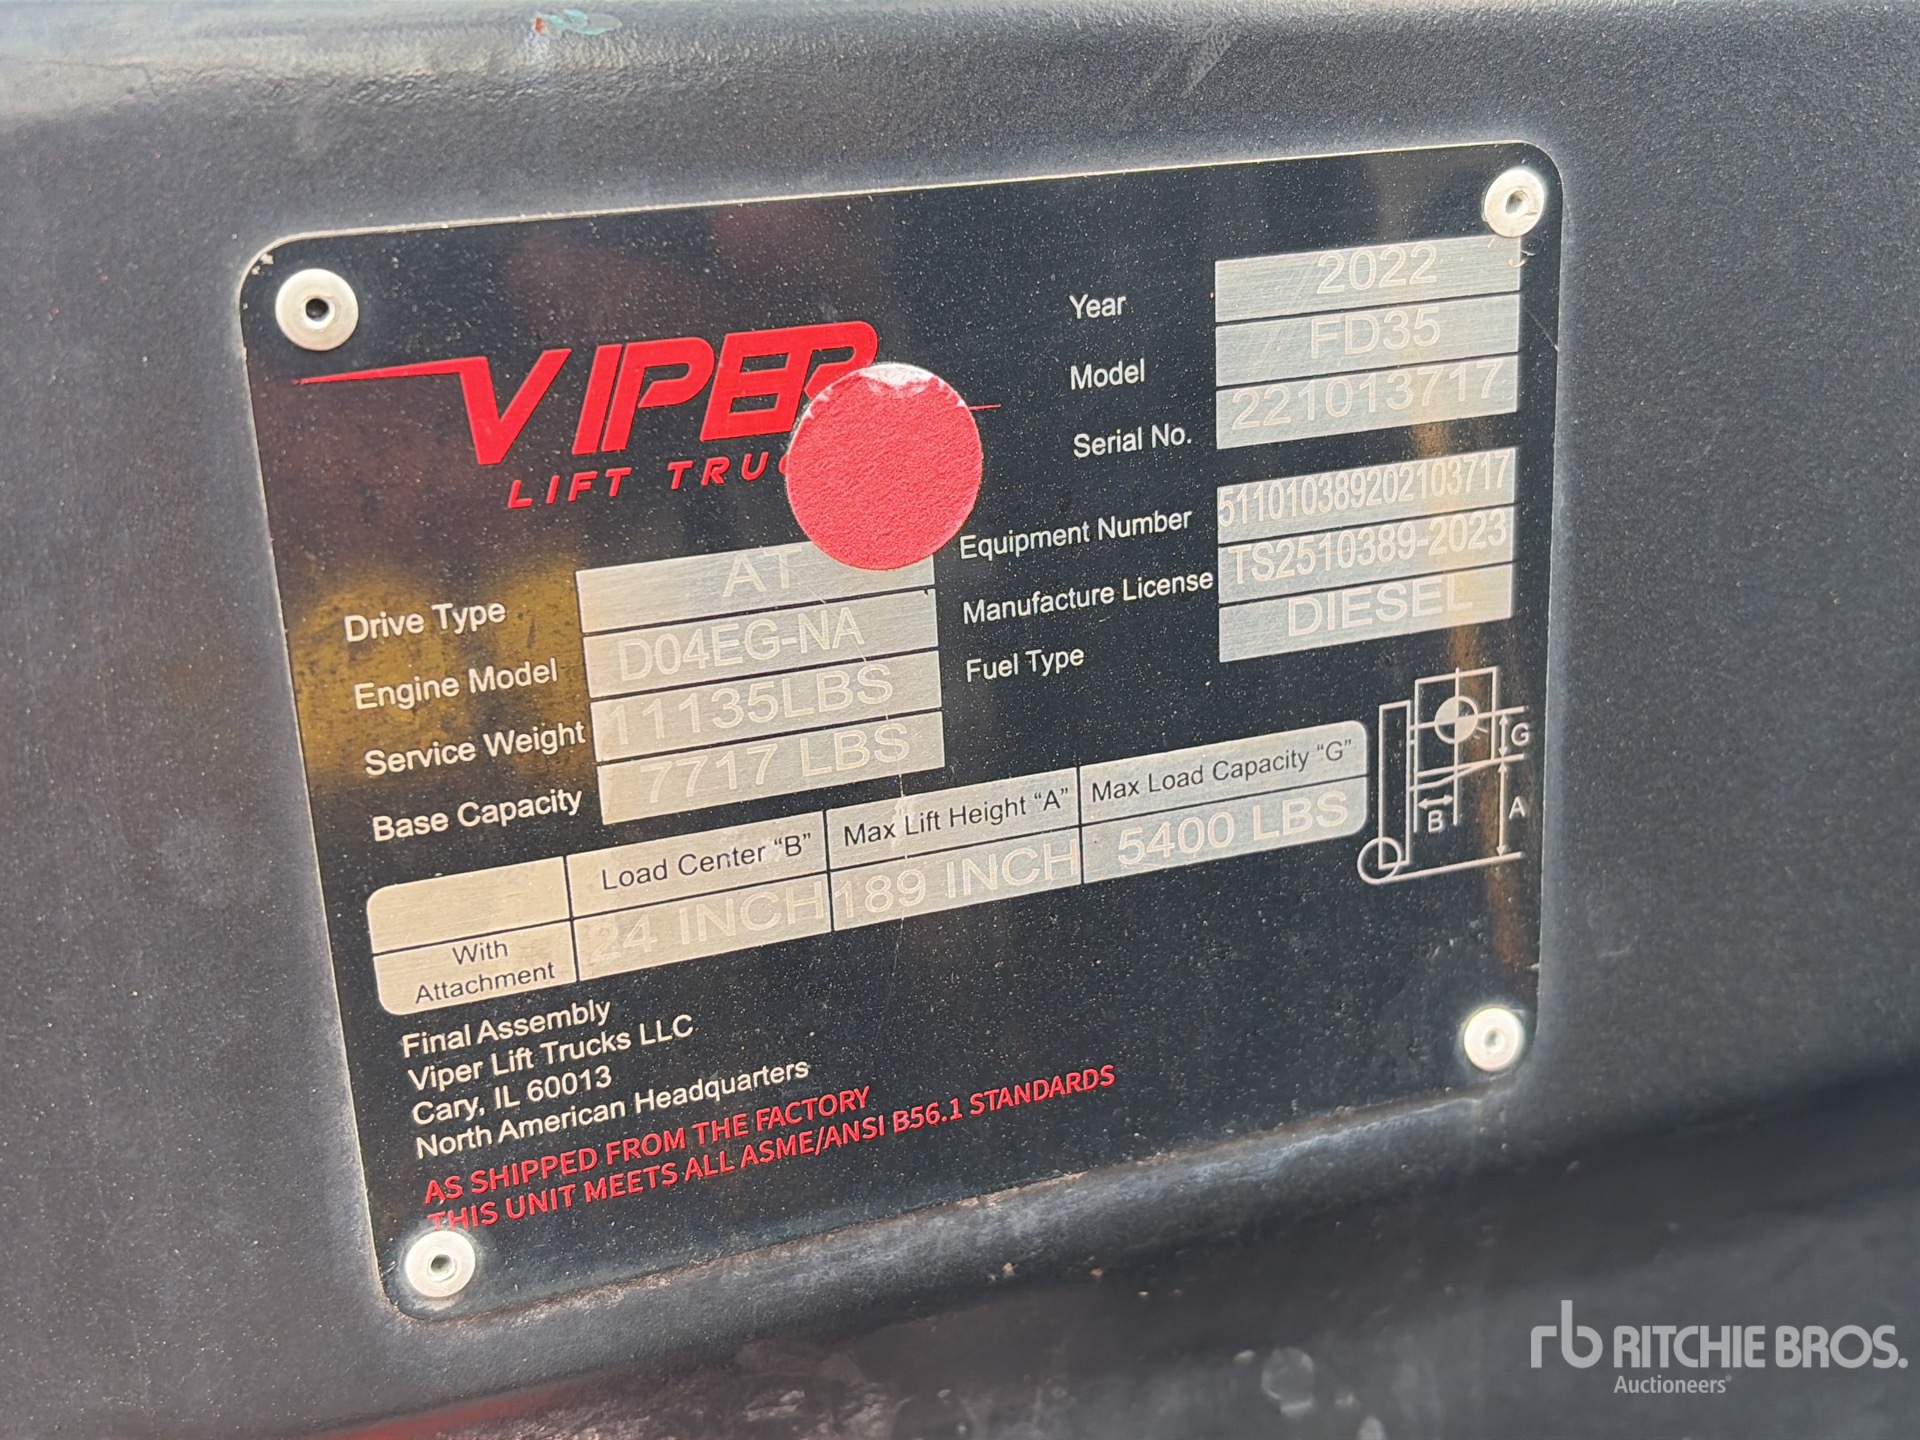 VIPER
LIFT
Year 2022
Model FD35
Serial No. 221013717
Equipment Number 511010389202103717
Manufacture License TS2510389-2023
Fuel Type DIESEL
Drive Type AT
Engine Model D04EG-NA
Service Weight 11135LBS
Base Capacity 7717 LBS
Load Center "B" Max Lift Height "A" Max Load Capacity "G"
With Attachment 24 INCH 189 INCH 5400 LBS
G
A
B
Final Assembly
Viper Lift Trucks LLC
Cary, IL 60013
North American Headquarters
AS SHIPPED FROM THE FACTORY
THIS UNIT MEETS ALL ASME/ANSI B56.1 STANDARDS
rb RITCHIE BROS.
Auctioneers